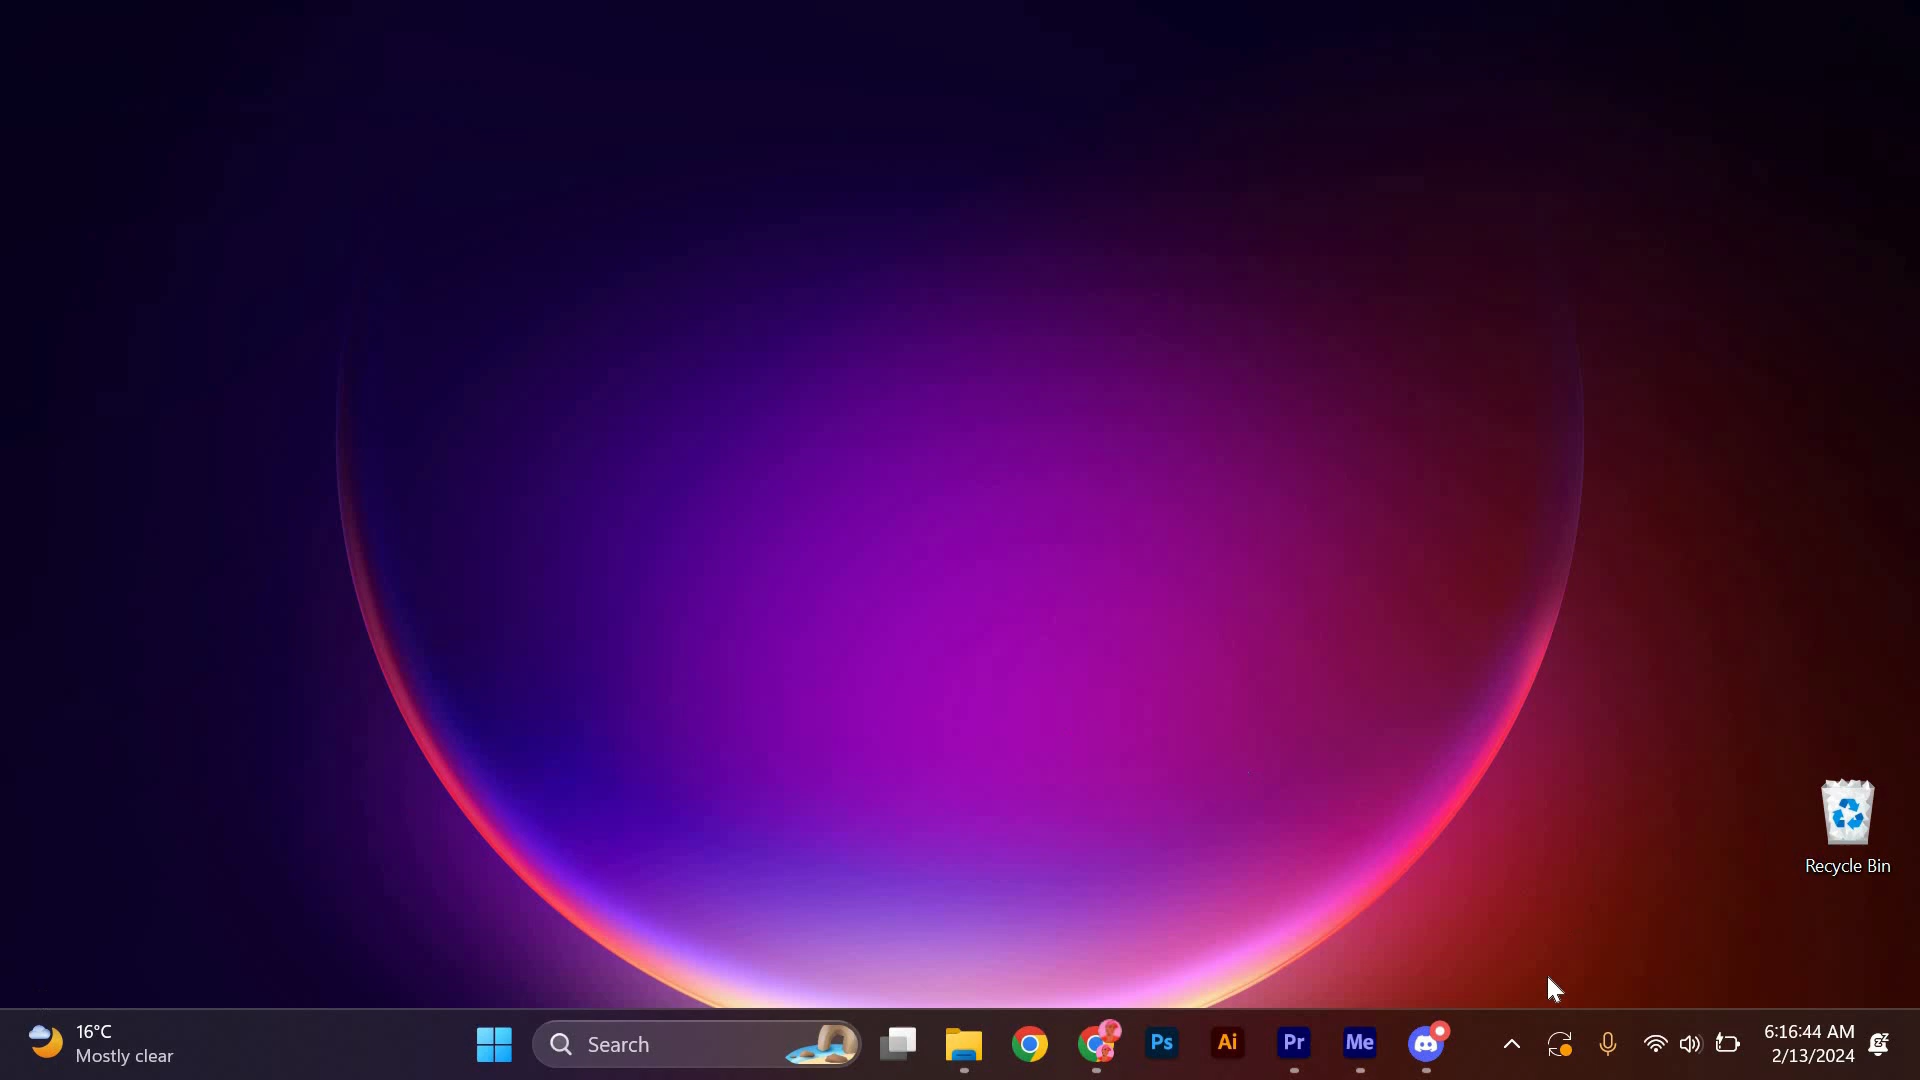 Recycle Bin
16°C
Mostly clear
Search
Ps
Ai
Pr
Me
6:16:44 AM
2/13/2024